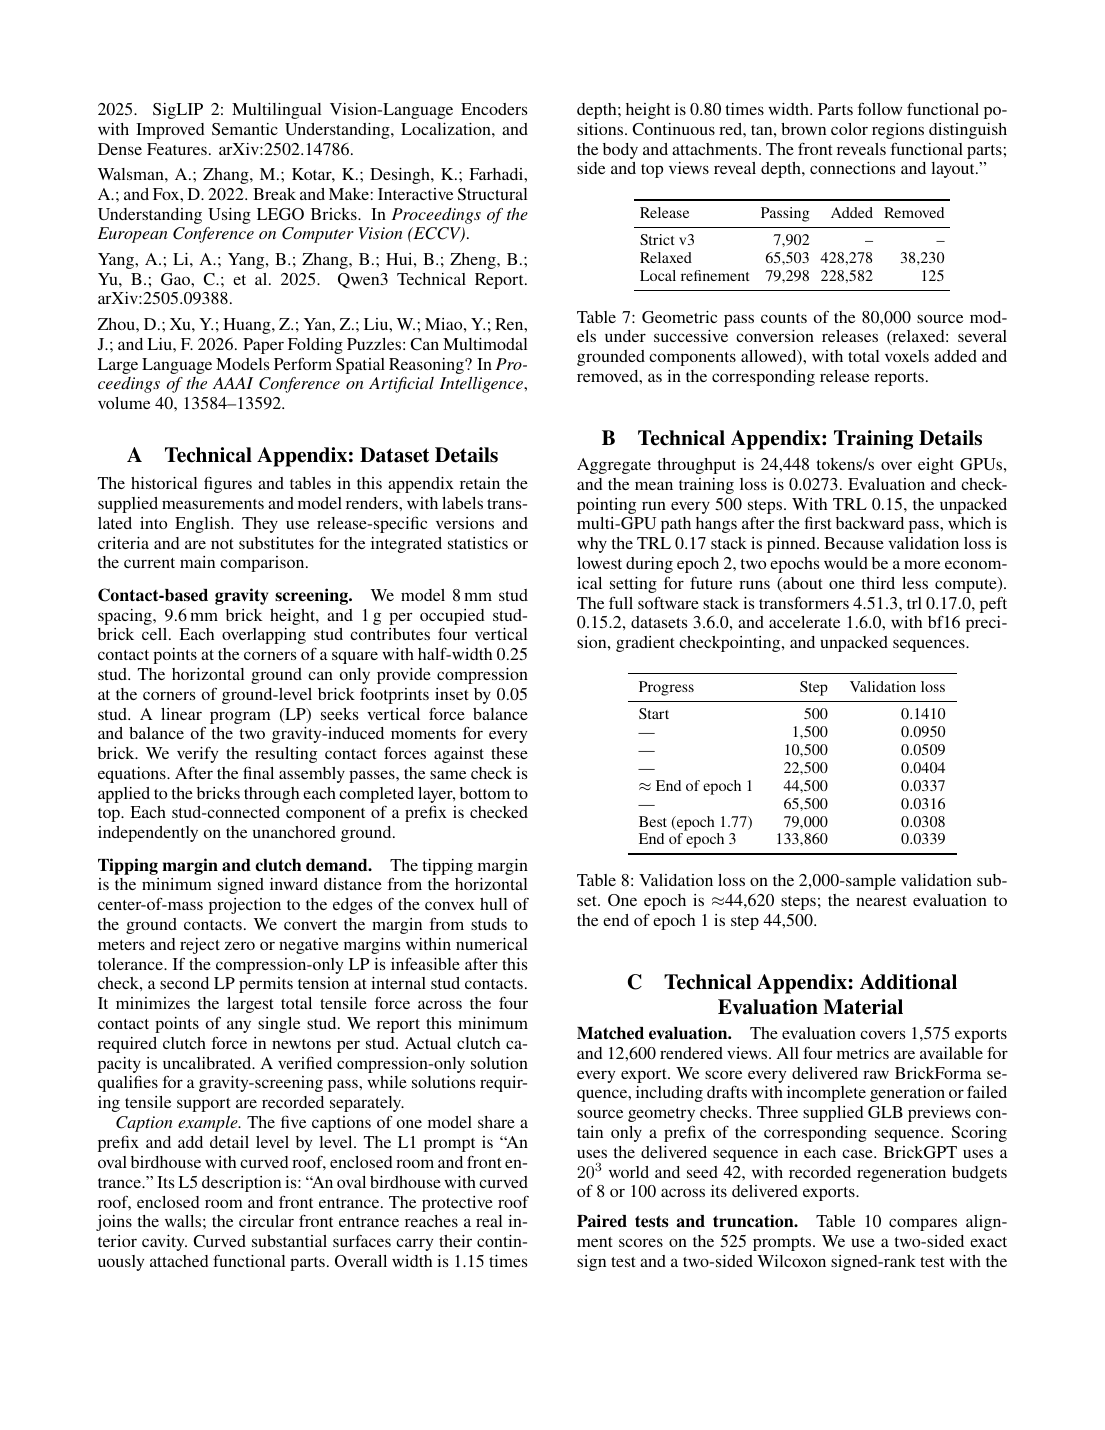 2025. SigLIP 2: Multilingual Vision-Language Encoders
with Improved Semantic Understanding, Localization, and
Dense Features. arXiv:2502.14786.
Walsman, A.; Zhang, M.; Kotar, K.; Desingh, K.; Farhadi,
A.; and Fox, D. 2022. Break and Make: Interactive Structural
Understanding Using LEGO Bricks. In Proceedings of the
European Conference on Computer Vision (ECCV).
Yang, A.; Li, A.; Yang, B.; Zhang, B.; Hui, B.; Zheng, B.;
Yu, B.; Gao, C.; et al. 2025. Qwen3 Technical Report.
arXiv:2505.09388.
Zhou, D.; Xu, Y.; Huang, Z.; Yan, Z.; Liu, W.; Miao, Y.; Ren,
J.; and Liu, F. 2026. Paper Folding Puzzles: Can Multimodal
Large Language Models Perform Spatial Reasoning? In Pro-
ceedings of the AAAI Conference on Artificial Intelligence,
volume 40, 13584–13592.
A Technical Appendix: Dataset Details
The historical figures and tables in this appendix retain the
supplied measurements and model renders, with labels trans-
lated into English. They use release-specific versions and
criteria and are not substitutes for the integrated statistics or
the current main comparison.
Contact-based gravity screening. We model 8 mm stud
spacing, 9.6 mm brick height, and 1 g per occupied stud-
brick cell. Each overlapping stud contributes four vertical
contact points at the corners of a square with half-width 0.25
stud. The horizontal ground can only provide compression
at the corners of ground-level brick footprints inset by 0.05
stud. A linear program (LP) seeks vertical force balance
and balance of the two gravity-induced moments for every
brick. We verify the resulting contact forces against these
equations. After the final assembly passes, the same check is
applied to the bricks through each completed layer, bottom to
top. Each stud-connected component of a prefix is checked
independently on the unanchored ground.
Tipping margin and clutch demand. The tipping margin
is the minimum signed inward distance from the horizontal
center-of-mass projection to the edges of the convex hull of
the ground contacts. We convert the margin from studs to
meters and reject zero or negative margins within numerical
tolerance. If the compression-only LP is infeasible after this
check, a second LP permits tension at internal stud contacts.
It minimizes the largest total tensile force across the four
contact points of any single stud. We report this minimum
required clutch force in newtons per stud. Actual clutch ca-
pacity is uncalibrated. A verified compression-only solution
qualifies for a gravity-screening pass, while solutions requir-
ing tensile support are recorded separately.
Caption example. The five captions of one model share a
prefix and add detail level by level. The L1 prompt is “An
oval birdhouse with curved roof, enclosed room and front en-
trance.” Its L5 description is: “An oval birdhouse with curved
roof, enclosed room and front entrance. The protective roof
joins the walls; the circular front entrance reaches a real in-
terior cavity. Curved substantial surfaces carry their contin-
uously attached functional parts. Overall width is 1.15 times
depth; height is 0.80 times width. Parts follow functional po-
sitions. Continuous red, tan, brown color regions distinguish
the body and attachments. The front reveals functional parts;
side and top views reveal depth, connections and layout.”
Release Passing Added Removed
Strict v3 7,902 – –
Relaxed 65,503 428,278 38,230
Local refinement 79,298 228,582 125
Table 7: Geometric pass counts of the 80,000 source mod-
els under successive conversion releases (relaxed: several
grounded components allowed), with total voxels added and
removed, as in the corresponding release reports.
B Technical Appendix: Training Details
Aggregate throughput is 24,448 tokens/s over eight GPUs,
and the mean training loss is 0.0273. Evaluation and check-
pointing run every 500 steps. With TRL 0.15, the unpacked
multi-GPU path hangs after the first backward pass, which is
why the TRL 0.17 stack is pinned. Because validation loss is
lowest during epoch 2, two epochs would be a more econom-
ical setting for future runs (about one third less compute).
The full software stack is transformers 4.51.3, trl 0.17.0, peft
0.15.2, datasets 3.6.0, and accelerate 1.6.0, with bf16 preci-
sion, gradient checkpointing, and unpacked sequences.
Progress Step Validation loss
Start 500 0.1410
— 1,500 0.0950
— 10,500 0.0509
— 22,500 0.0404
≈ End of epoch 1 44,500 0.0337
— 65,500 0.0316
Best (epoch 1.77) 79,000 0.0308
End of epoch 3 133,860 0.0339
Table 8: Validation loss on the 2,000-sample validation sub-
set. One epoch is ≈44,620 steps; the nearest evaluation to
the end of epoch 1 is step 44,500.
C Technical Appendix: Additional
Evaluation Material
Matched evaluation. The evaluation covers 1,575 exports
and 12,600 rendered views. All four metrics are available for
every export. We score every delivered raw BrickForma se-
quence, including drafts with incomplete generation or failed
source geometry checks. Three supplied GLB previews con-
tain only a prefix of the corresponding sequence. Scoring
uses the delivered sequence in each case. BrickGPT uses a
20³ world and seed 42, with recorded regeneration budgets
of 8 or 100 across its delivered exports.
Paired tests and truncation. Table 10 compares align-
ment scores on the 525 prompts. We use a two-sided exact
sign test and a two-sided Wilcoxon signed-rank test with the